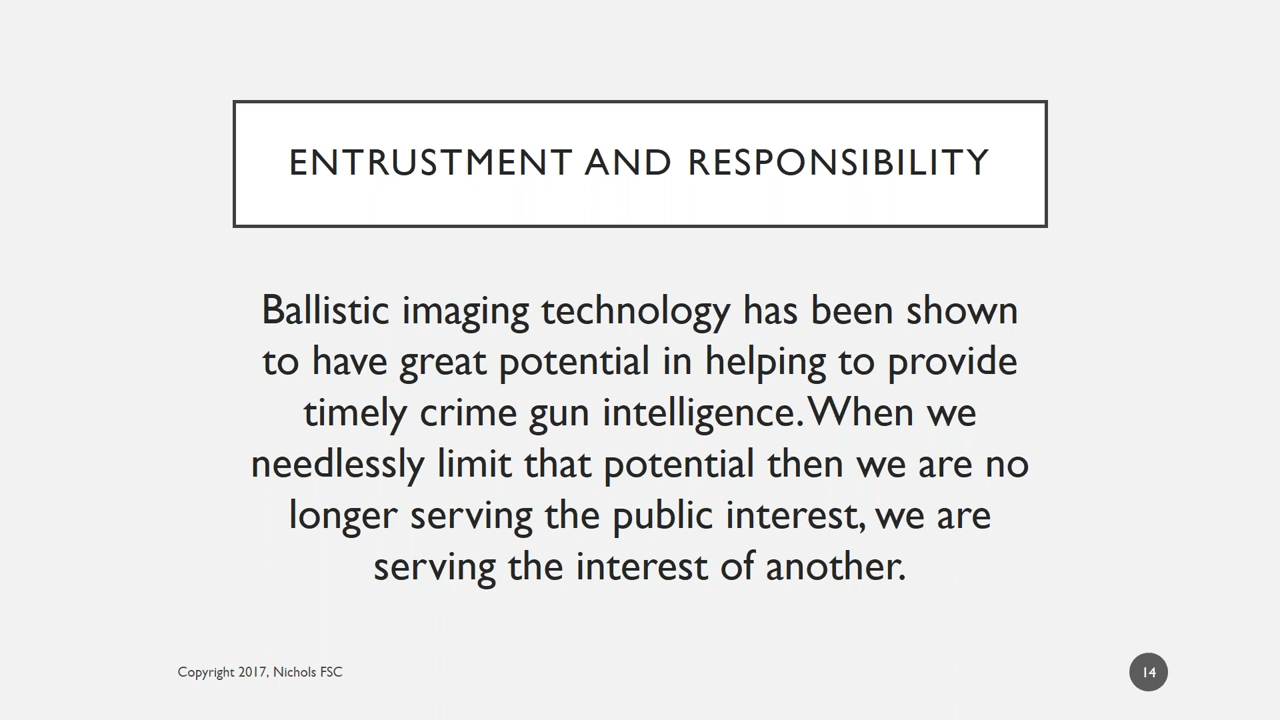 ENTRUSTMENT AND RESPONSIBILITY
Ballistic imaging technology has been shown
to have great potential in helping to provide
timely crime gun intelligence. When we
needlessly limit that potential then we are no
longer serving the public interest, we are
serving the interest of another.
Copyright 2017, Nichols FSC
14